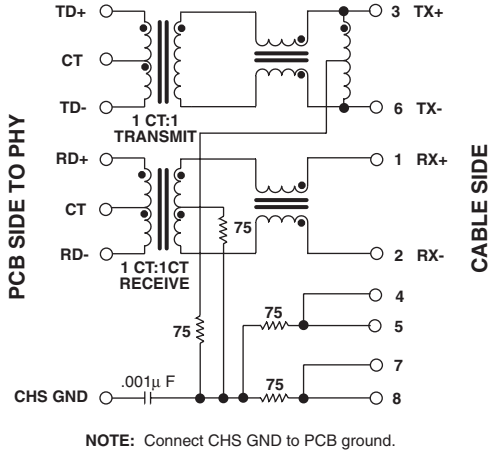 TD+
3 TX+
CT
TD-
6 TX-
1 CT:1
TRANSMIT
PCB SIDE TO PHY
CABLE SIDE
RD+
1 RX+
CT
75
RD-
2 RX-
1 CT:1CT
RECEIVE
4
75
75
5
7
.001µ F
75
CHS GND
8
NOTE: Connect CHS GND to PCB ground.